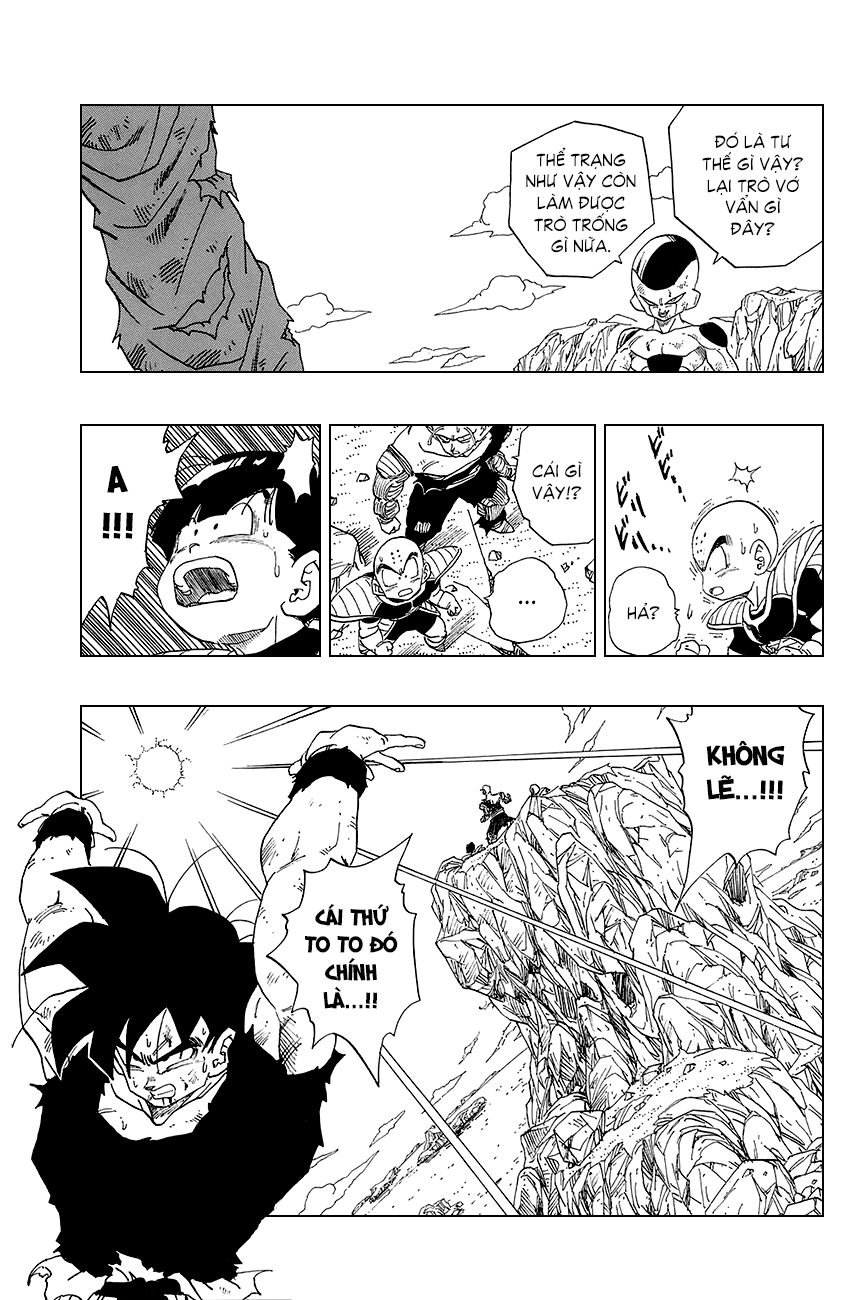 ĐÓ LÀ TƯ
THẾ GÌ VẬY?
LẠI TRÒ VỚ
VẨN GÌ
ĐÂY?
THỂ TRẠNG
NHƯ VẬY CÒN
LÀM ĐƯỢC
TRÒ TRỐNG
GÌ NỮA.
HẢ?
CÁI GÌ
VẬY!?
...
A
!!!
KHÔNG
LẼ...!!!
CÁI THỨ
TO TO ĐÓ
CHÍNH
LÀ...!!